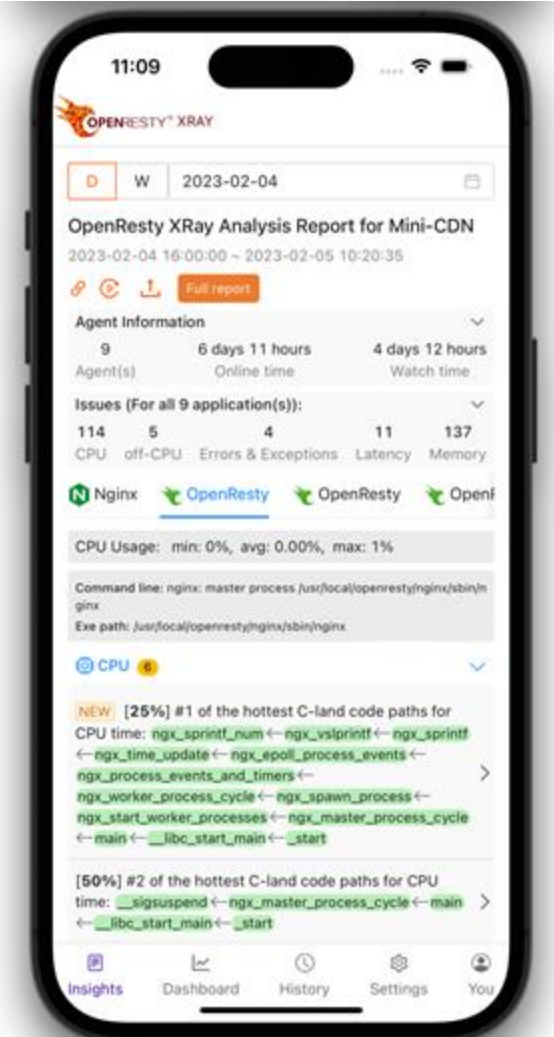 11:09
OPENRESTY® XRAY
D W 2023-02-04
OpenResty XRay Analysis Report for Mini-CDN
2023-02-04 16:00:00 ~ 2023-02-05 10:20:35
Full report
Agent Information
9 6 days 11 hours 4 days 12 hours
Agent(s) Online time Watch time
Issues (For all 9 application(s)):
114 5 4 11 137
CPU off-CPU Errors & Exceptions Latency Memory
N Nginx OpenResty OpenResty OpenR
CPU Usage: min: 0%, avg: 0.00%, max: 1%
Command line: nginx: master process /usr/local/openresty/nginx/sbin/n
ginx
Exe path: /usr/local/openresty/nginx/sbin/nginx
CPU 6
NEW [25%] #1 of the hottest C-land code paths for
CPU time: ngx_sprintf_num←ngx_vslprintf←ngx_sprintf
←ngx_time_update←ngx_epoll_process_events←
ngx_process_events_and_timers←
ngx_worker_process_cycle←ngx_spawn_process←
ngx_start_worker_processes←ngx_master_process_cycle
←main←__libc_start_main←_start
[50%] #2 of the hottest C-land code paths for CPU
time: __sigsuspend←ngx_master_process_cycle←main
←__libc_start_main←_start
Insights Dashboard History Settings You